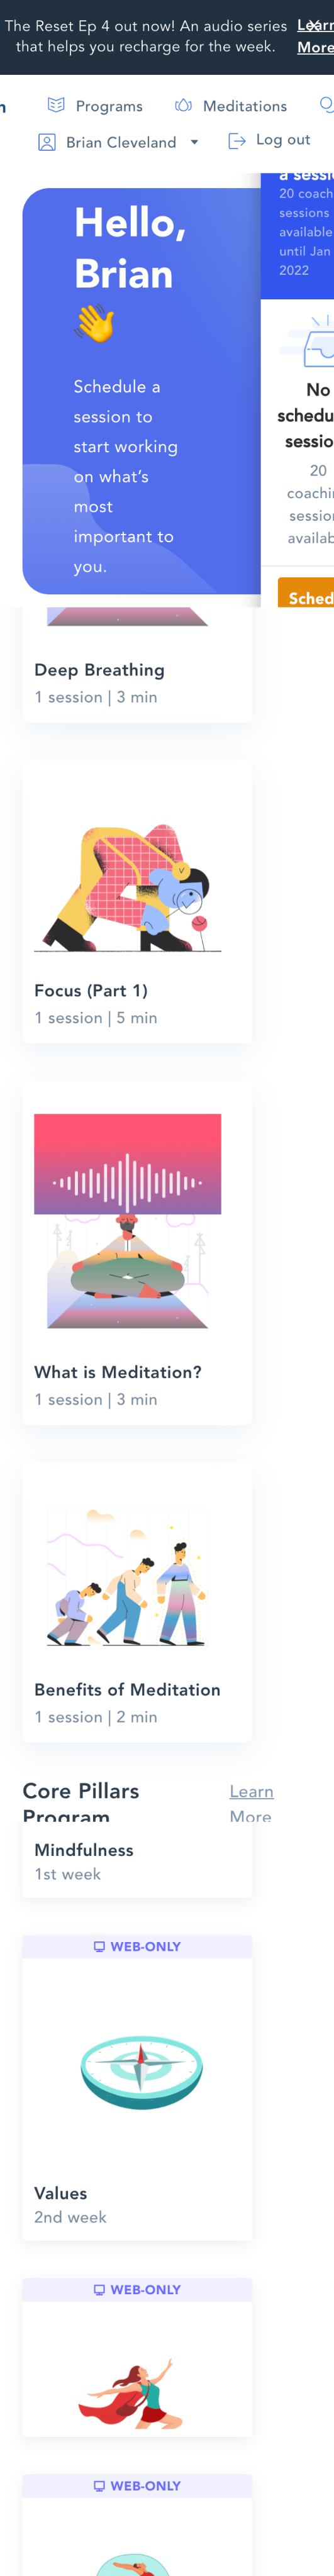 The Reset Ep 4 out now! An audio series
that helps you recharge for the week.
Learn
More
Programs
Meditations
Brian Cleveland
Log out
Hello,
Brian
Schedule a
session to
start working
on what's
most
important to
you.
20 coach
sessions
available
until Jan
2022
No
schedu
sessio
20
coachi
session
availab
Sched
Deep Breathing
1 session | 3 min
Focus (Part 1)
1 session | 5 min
What is Meditation?
1 session | 3 min
Benefits of Meditation
1 session | 2 min
Core Pillars
Program
Learn
More
Mindfulness
1st week
WEB-ONLY
Values
2nd week
WEB-ONLY
WEB-ONLY